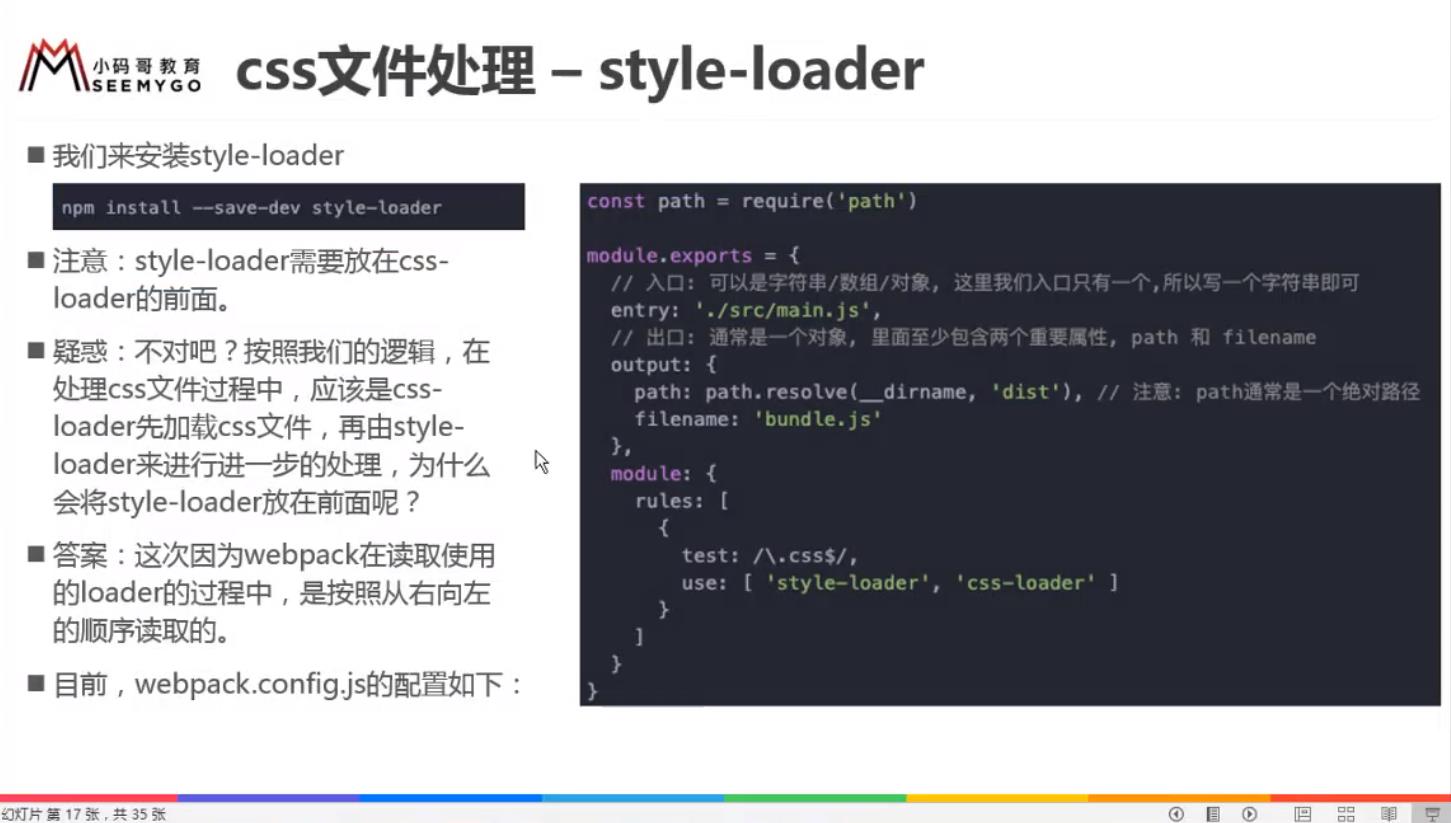 小码哥教育
SEEMYGO
css文件处理 – style-loader
■ 我们来安装style-loader
npm install --save-dev style-loader
■ 注意：style-loader需要放在css-
loader的前面。
■ 疑惑：不对吧？按照我们的逻辑，在
处理css文件过程中，应该是css-
loader先加载css文件，再由style-
loader来进行进一步的处理，为什么
会将style-loader放在前面呢？
■ 答案：这次因为webpack在读取使用
的loader的过程中，是按照从右向左
的顺序读取的。
■ 目前，webpack.config.js的配置如下：
const path = require('path')
module.exports = {
// 入口: 可以是字符串/数组/对象, 这里我们入口只有一个,所以写一个字符串即可
entry: './src/main.js',
// 出口: 通常是一个对象, 里面至少包含两个重要属性, path 和 filename
output: {
path: path.resolve(__dirname, 'dist'), // 注意: path通常是一个绝对路径
filename: 'bundle.js'
},
module: {
rules: [
{
test: /\.css$/,
use: [ 'style-loader', 'css-loader' ]
}
]
}
}
幻灯片 第 17 张，共 35 张